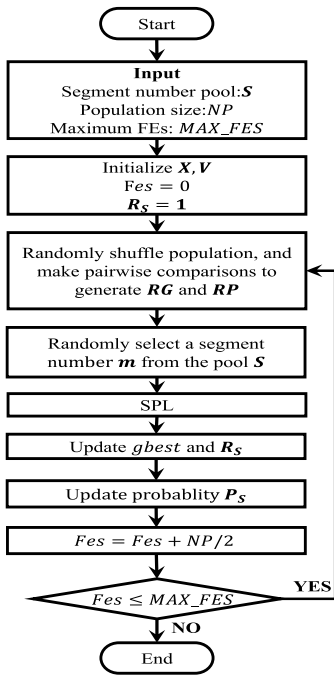 Start
Input
Segment number pool:S
Population size:NP
Maximum FEs: MAX_FES
Initialize X, V
Fes = 0
R_S = 1
Randomly shuffle population, and
make pairwise comparisons to
generate RG and RP
Randomly select a segment
number m from the pool S
SPL
Update gbest and R_S
Update probablity P_S
Fes = Fes + NP/2
Fes ≤ MAX_FES
YES
NO
End